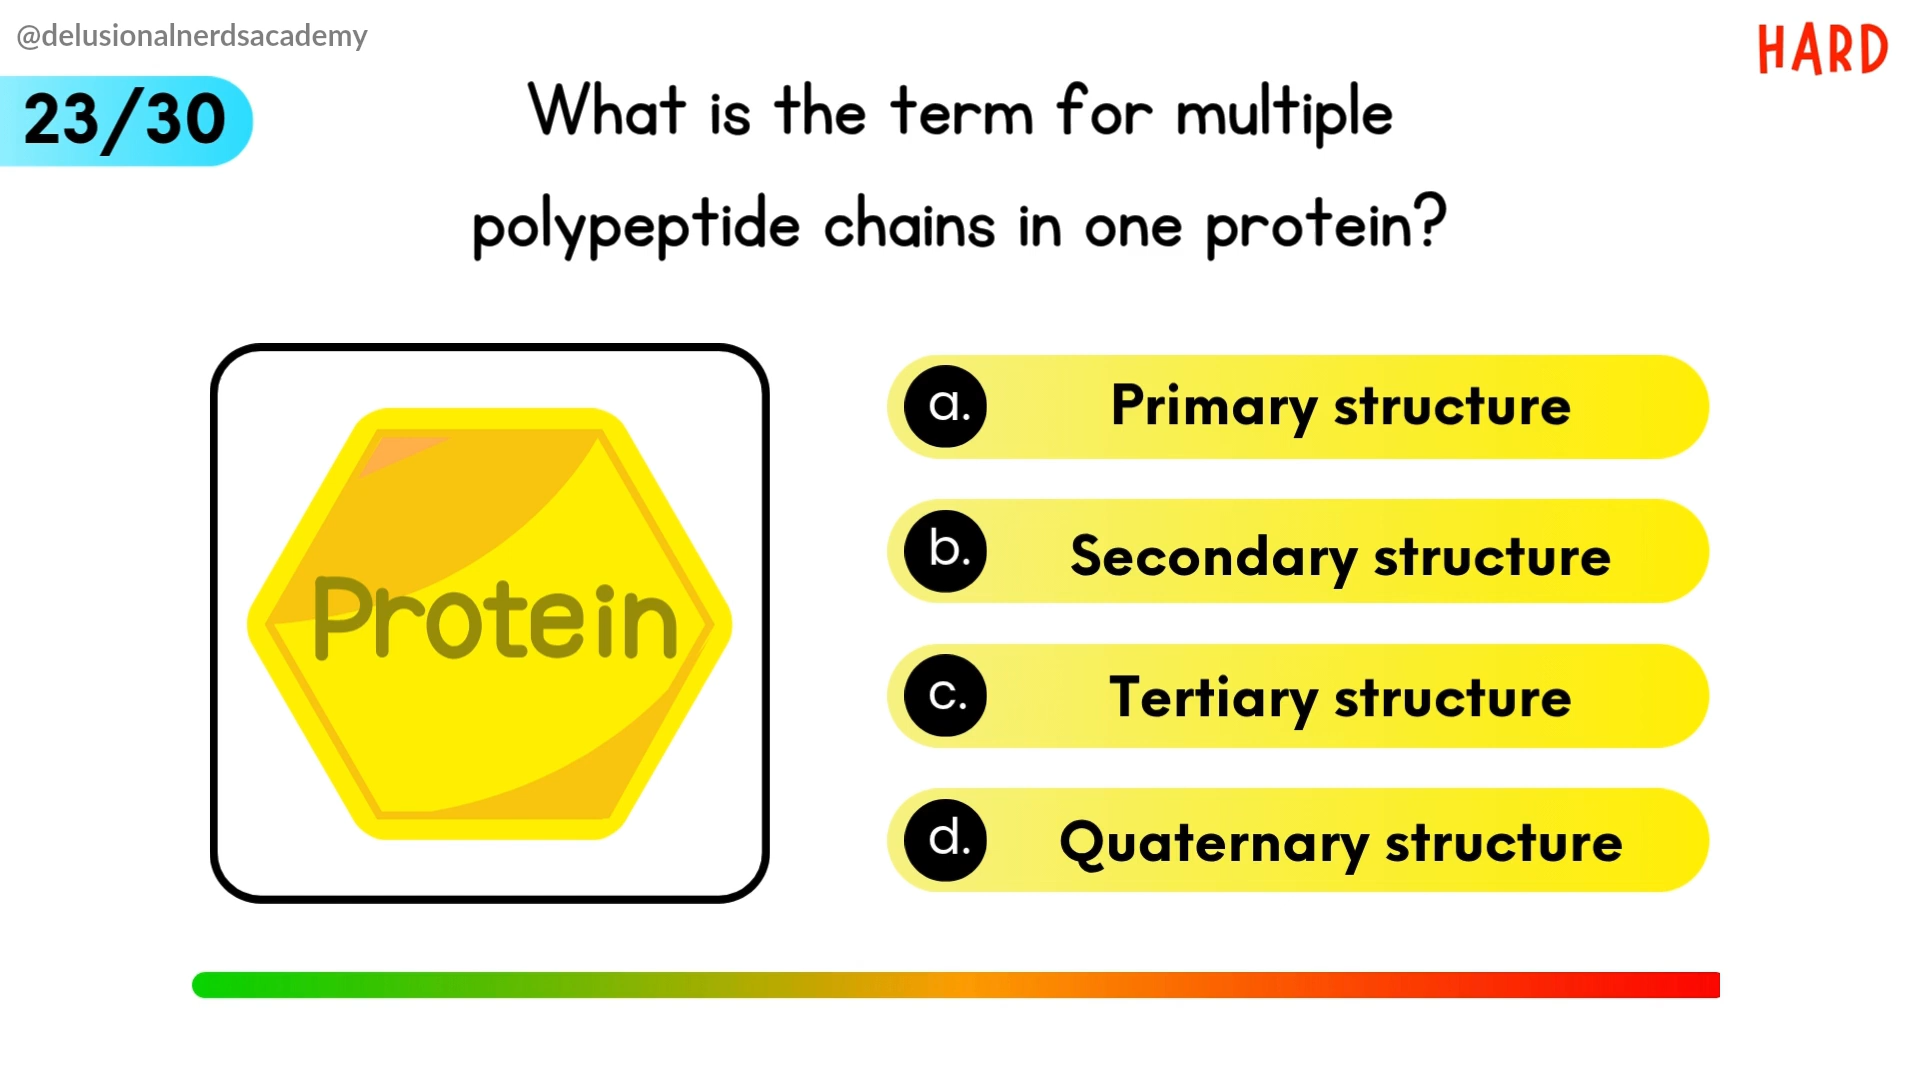 @delusionalnerdsacademy
HARD
23/30
What is the term for multiple
polypeptide chains in one protein?
Protein
a. Primary structure
b. Secondary structure
c. Tertiary structure
d. Quaternary structure